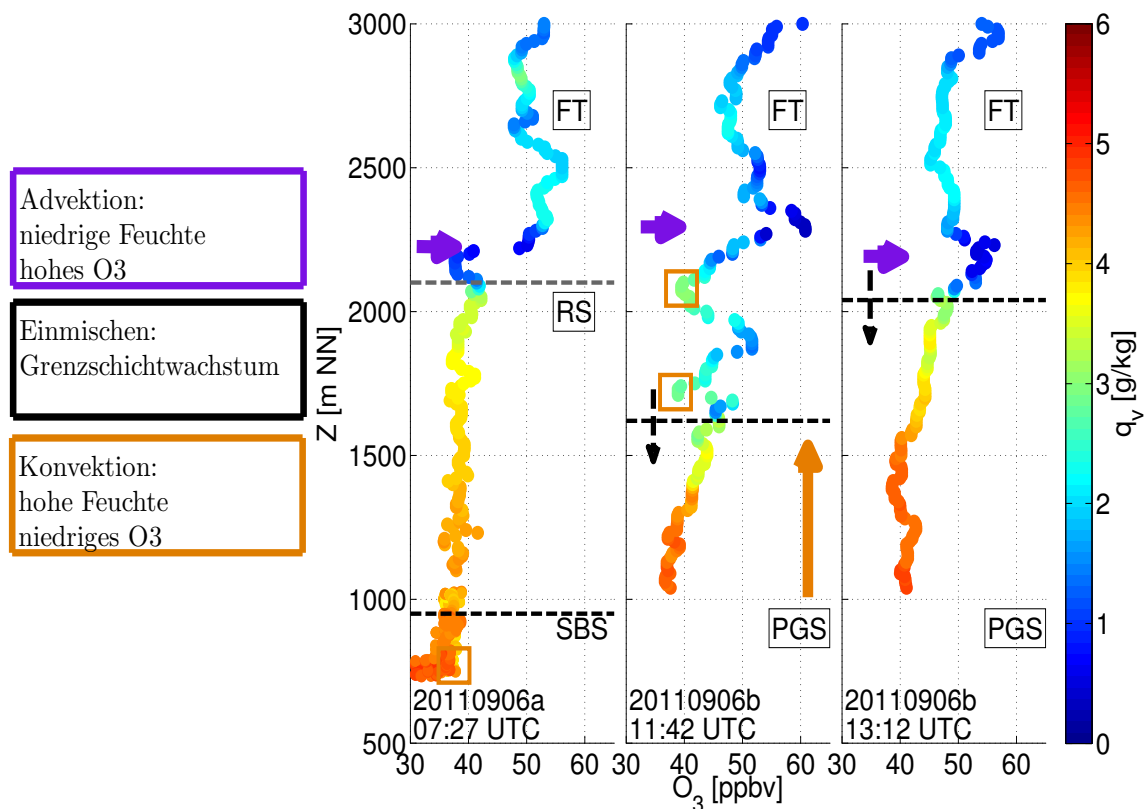 Advektion:
niedrige Feuchte
hohes O3
Einmischen:
Grenzschichtwachstum
Konvektion:
hohe Feuchte
niedriges O3
Z [m NN]
3000
2500
2000
1500
1000
500
FT
RS
SBS
20110906a
07:27 UTC
30 40 50 60
FT
PGS
20110906b
11:42 UTC
30 40 50 60
FT
PGS
20110906b
13:12 UTC
30 40 50 60
O₃ [ppbv]
6
5
4
3
2
1
0
qᵥ [g/kg]